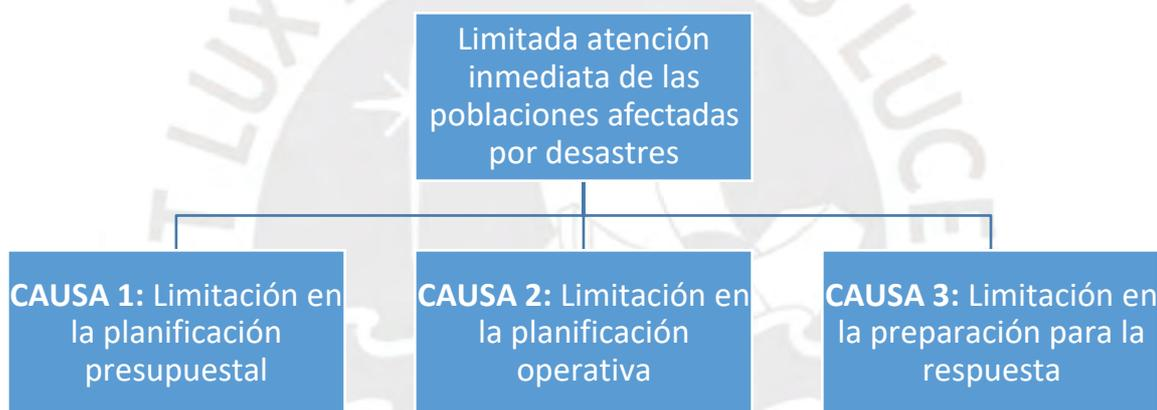 Limitada atención
inmediata de las
poblaciones afectadas
por desastres
CAUSA 1: Limitación en
la planificación
presupuestal
CAUSA 2: Limitación en
la planificación
operativa
CAUSA 3: Limitación en
la preparación para la
respuesta